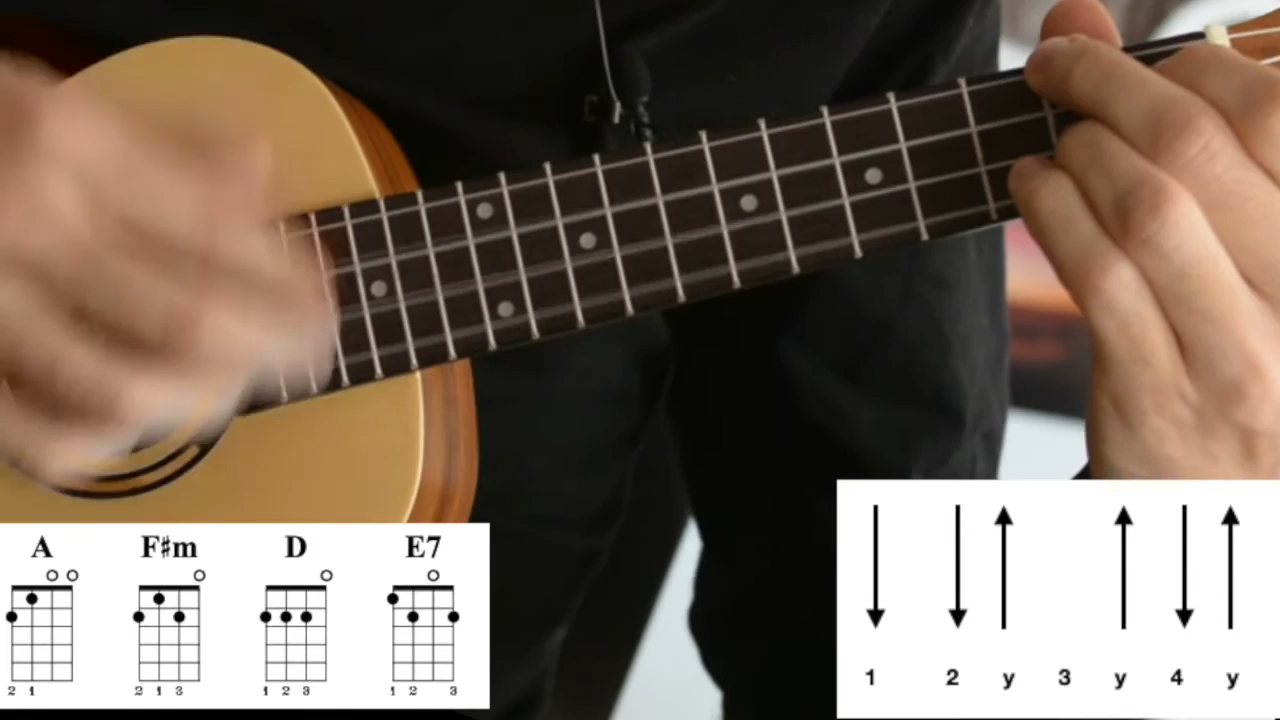 A F♯m D E7
2 1 2 1 3 1 2 3 1 2 3
1 2 y 3 y 4 y